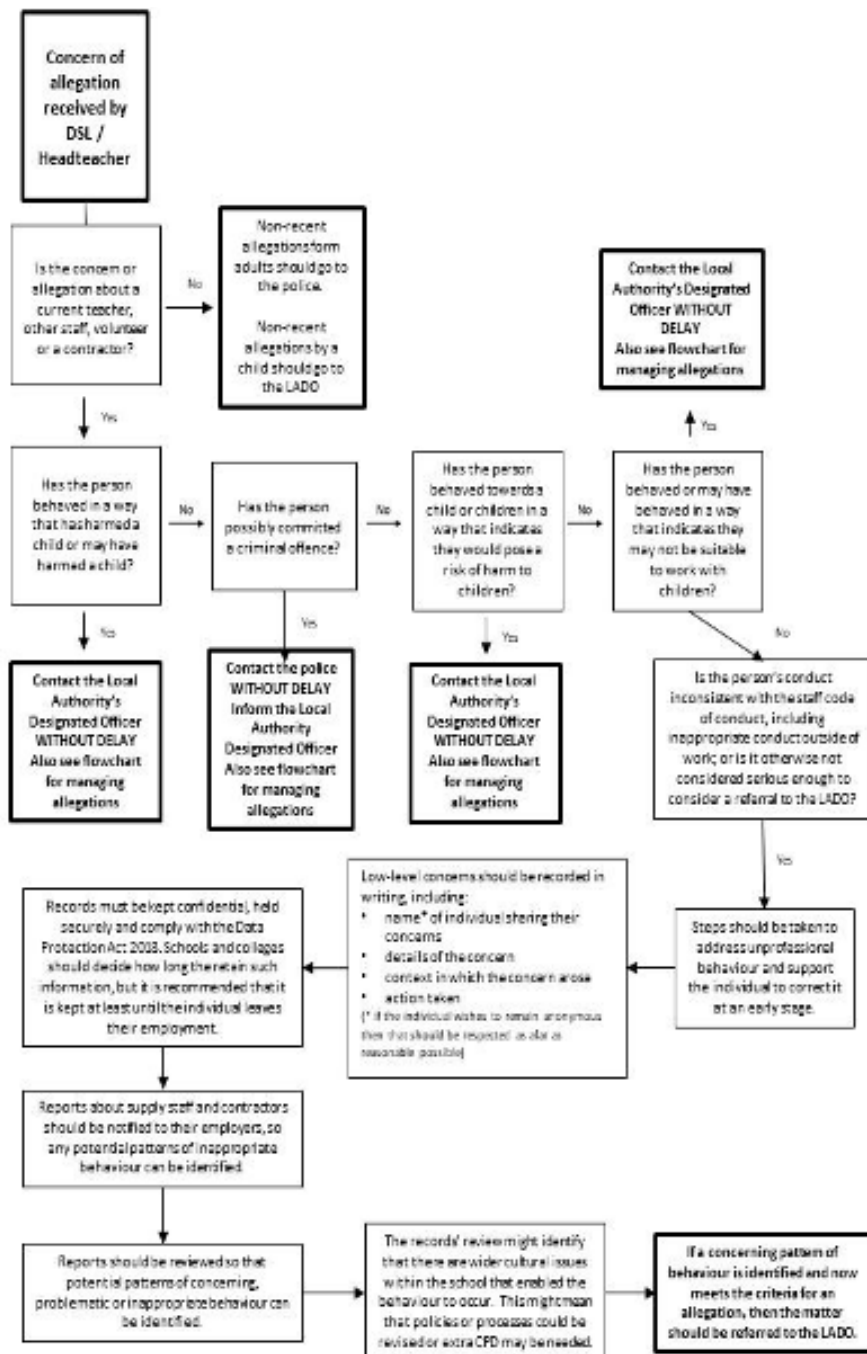 Concern of
allegation
received by
DSL /
Headteacher
Is the concern or
allegation about a
current teacher,
other staff, volunteer
or a contractor?
No
Non-recent
allegations form
adults should go to
the police.
Non-recent
allegations by a
child should go to
the LADO
Contact the Local
Authority's Designated
Officer WITHOUT
DELAY
Also see flowchart for
managing allegations
Yes
Yes
Has the person
behaved in a way
that has harmed a
child or may have
harmed a child?
No
Has the person
possibly committed
a criminal offence?
No
Has the person
behaved towards a
child or children in a
way that indicates
they would pose a
risk of harm to
children?
No
Has the person
behaved or may have
behaved in a way
that indicates they
may not be suitable
to work with
children?
Yes
Yes
Yes
No
Contact the Local
Authority's
Designated Officer
WITHOUT DELAY
Also see flowchart
for managing
allegations
Contact the police
WITHOUT DELAY
Inform the Local
Authority
Designated Officer
Also see flowchart
for managing
allegations
Contact the Local
Authority's
Designated Officer
WITHOUT DELAY
Also see flowchart
for managing
allegations
Is the person's conduct
inconsistent with the staff code
of conduct, including
inappropriate conduct outside of
work; or is it otherwise not
considered serious enough to
consider a referral to the LADO?
Yes
Steps should be taken to
address unprofessional
behaviour and support
the individual to correct it
at an early stage.
Low-level concerns should be recorded in
writing, including:
• name* of individual sharing their
concerns
• details of the concern
• context in which the concern arose
• action taken
(* if the individual wishes to remain anonymous
then that should be respected as afar as
reasonable possible)
Records must be kept confidential, held
securely and comply with the Data
Protection Act 2018. Schools and colleges
should decide how long the retain such
information, but it is recommended that it
is kept at least until the individual leaves
their employment.
Reports about supply staff and contractors
should be notified to their employers, so
any potential patterns of inappropriate
behaviour can be identified.
Reports should be reviewed so that
potential patterns of concerning,
problematic or inappropriate behaviour can
be identified.
The records' review might identify
that there are wider cultural issues
within the school that enabled the
behaviour to occur. This might mean
that policies or processes could be
revised or extra CPD may be needed.
If a concerning pattern of
behaviour is identified and now
meets the criteria for an
allegation, then the matter
should be referred to the LADO.